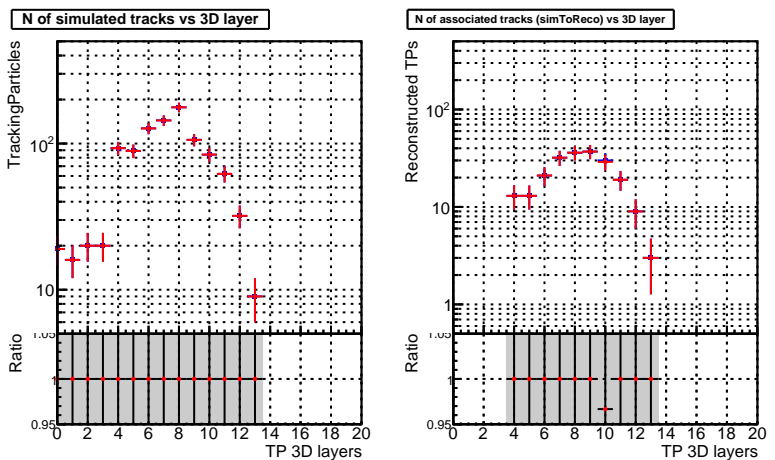 N of simulated tracks vs 3D layer
TrackingParticles
10²
10
Ratio
1.05
1
0.95
0 2 4 6 8 10 12 14 16 18 20
TP 3D layers
N of associated tracks (simToReco) vs 3D layer
Reconstructed TPs
10²
10
1
Ratio
1.05
1
0.95
0 2 4 6 8 10 12 14 16 18 20
TP 3D layers